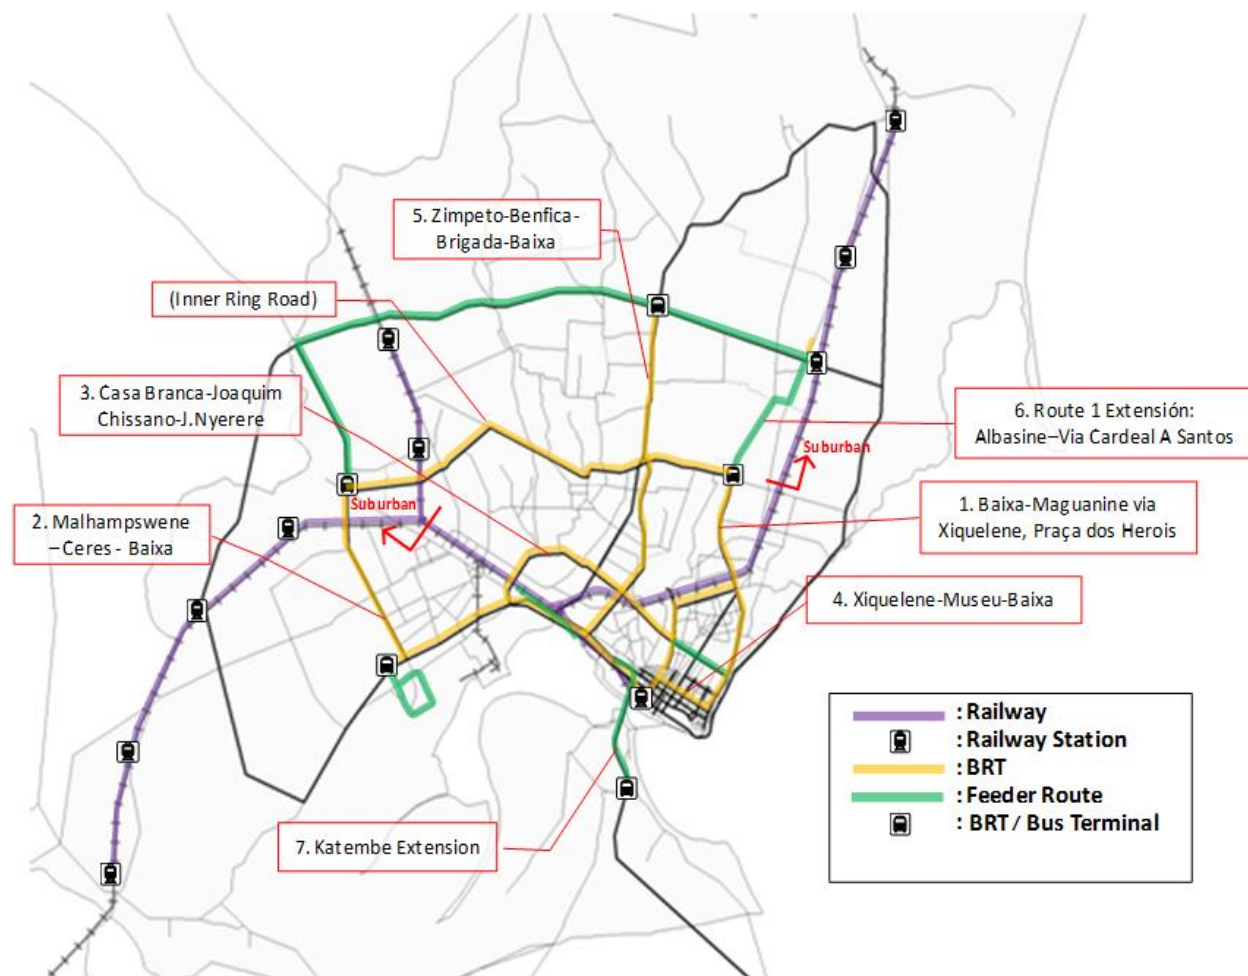 5. Zimpeto-Benfica-
Brigada-Baixa
(Inner Ring Road)
3. Casa Branca-Joaquim
Chissano-J.Nyerere
6. Route 1 Extensión:
Albasine–Via Cardeal A Santos
Suburban
Suburban
2. Malhampswene
–Ceres - Baixa
1. Baixa-Maguanine via
Xiquelene, Praça dos Herois
4. Xiquelene-Museu-Baixa
7. Katembe Extension
: Railway
: Railway Station
: BRT
: Feeder Route
: BRT / Bus Terminal